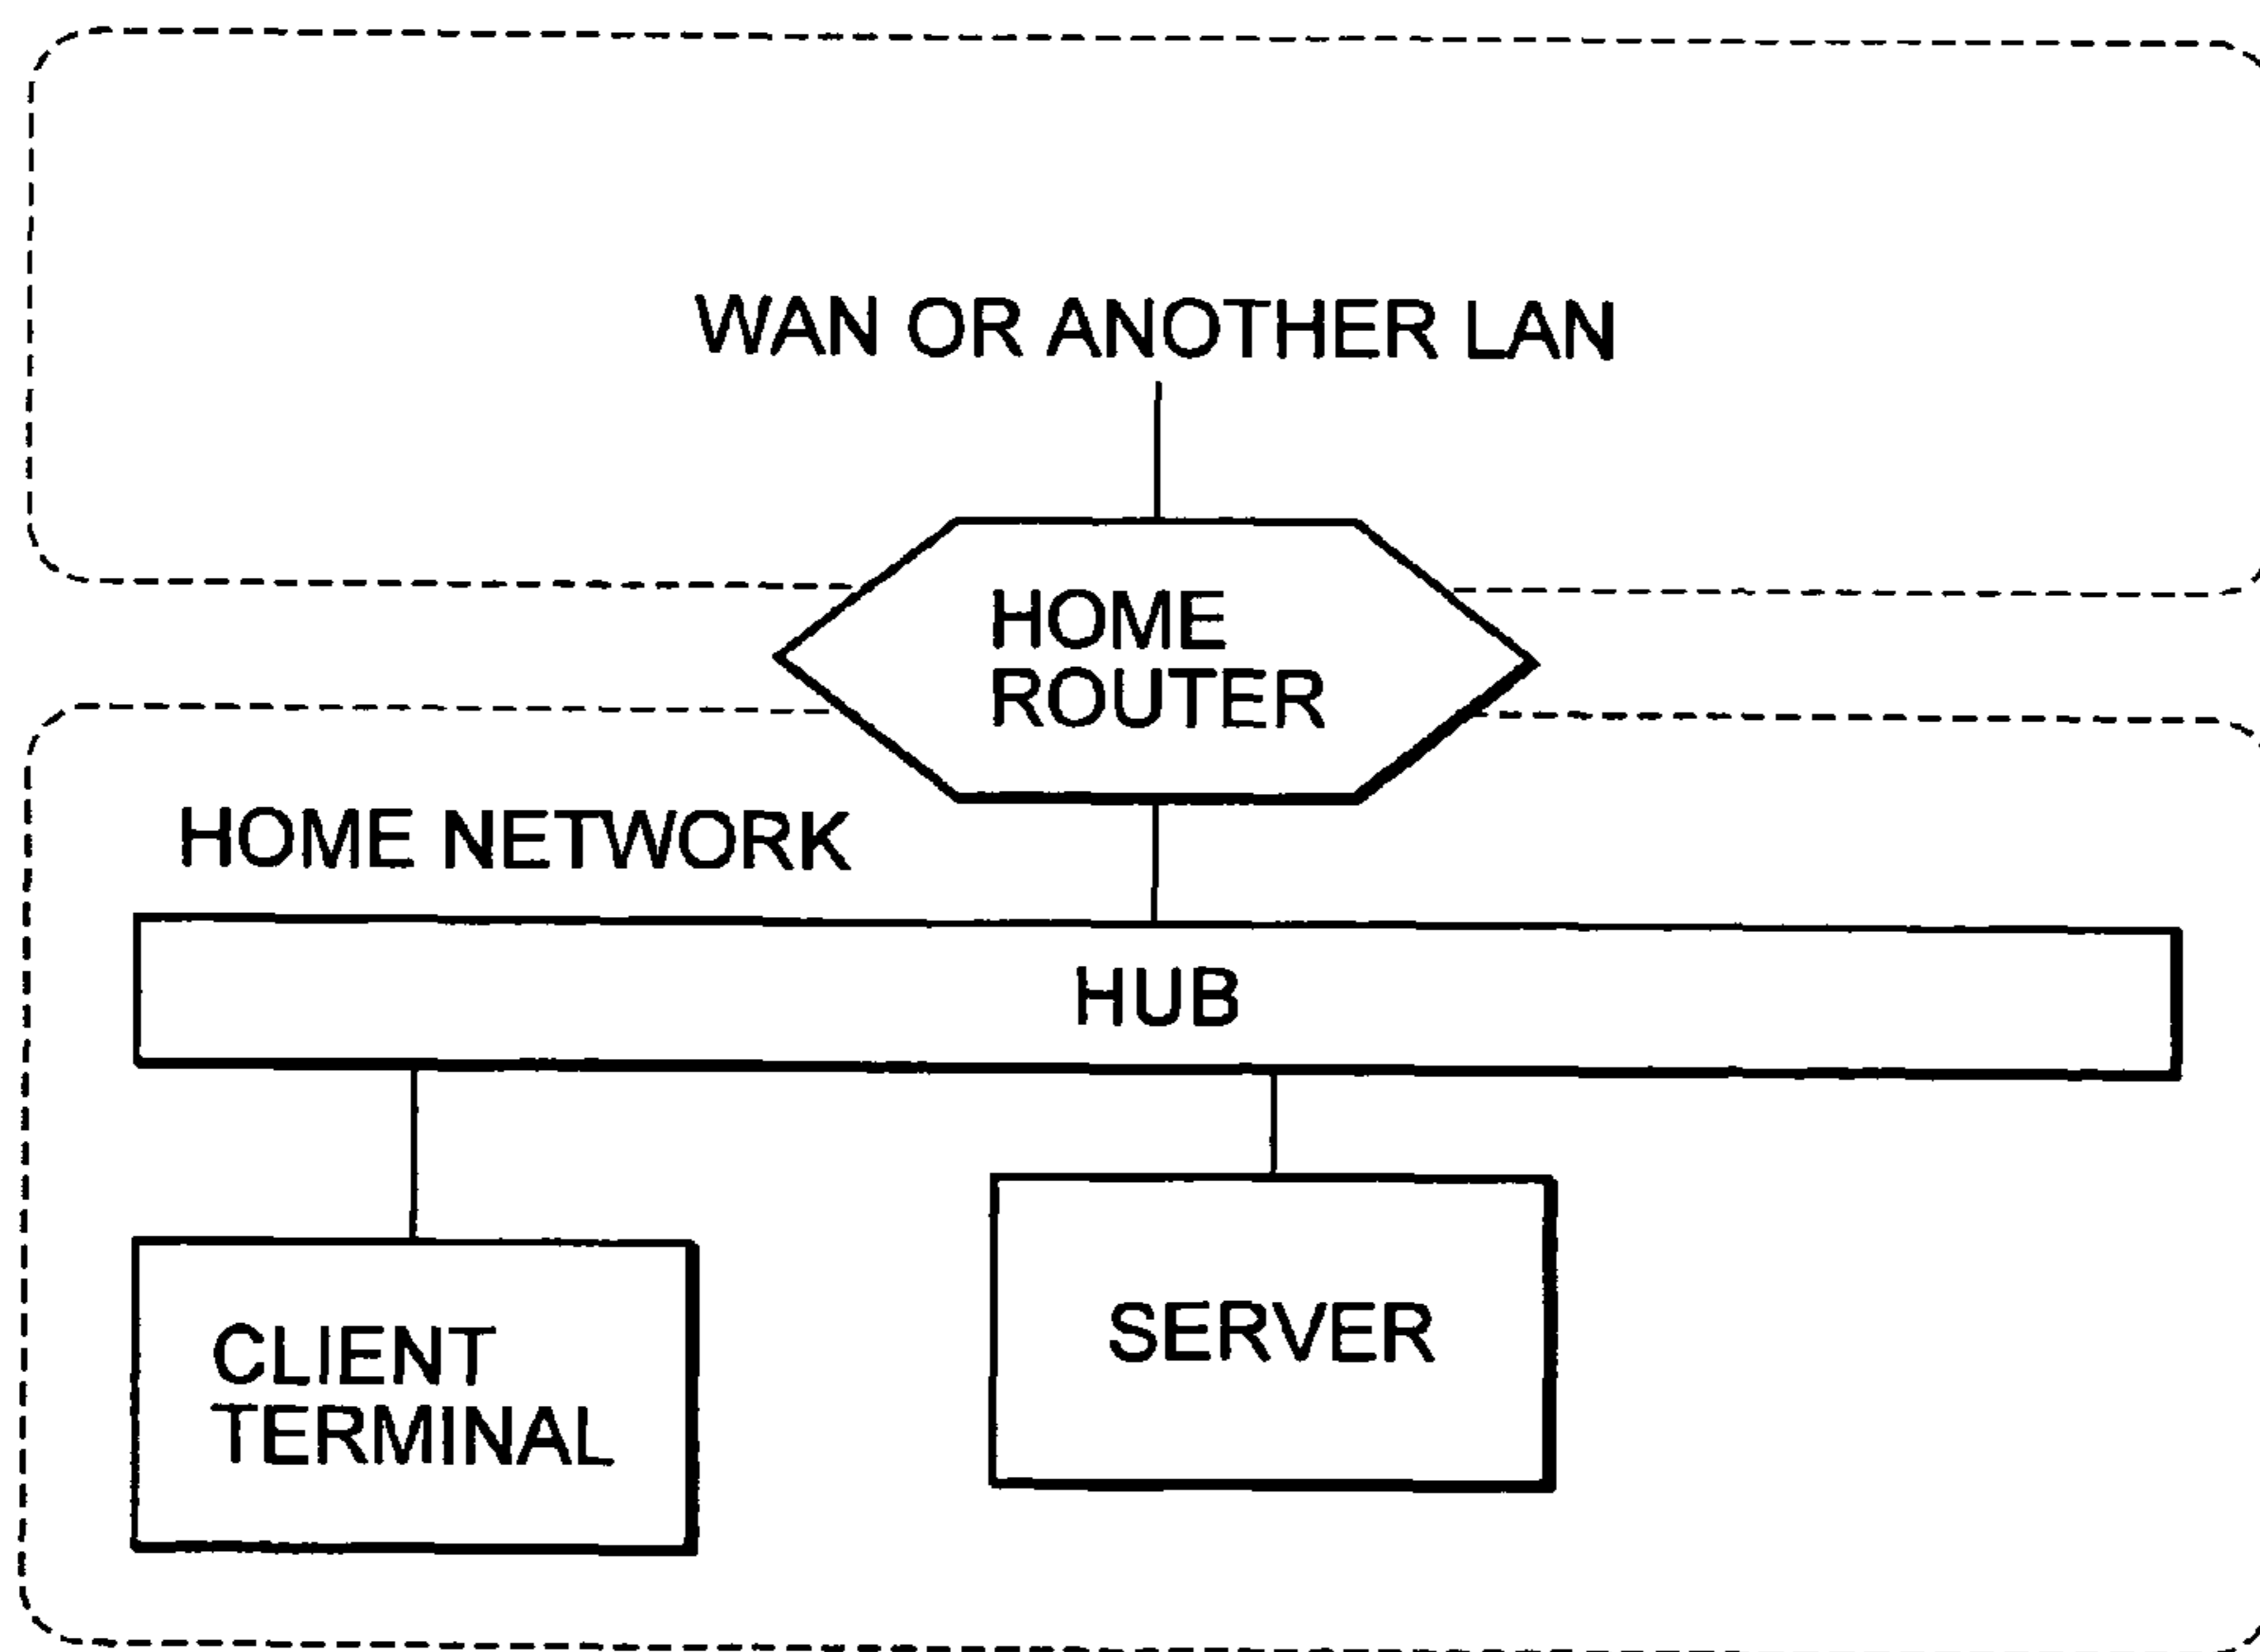 WAN OR ANOTHER LAN
HOME
ROUTER
HOME NETWORK
HUB
CLIENT
TERMINAL
SERVER